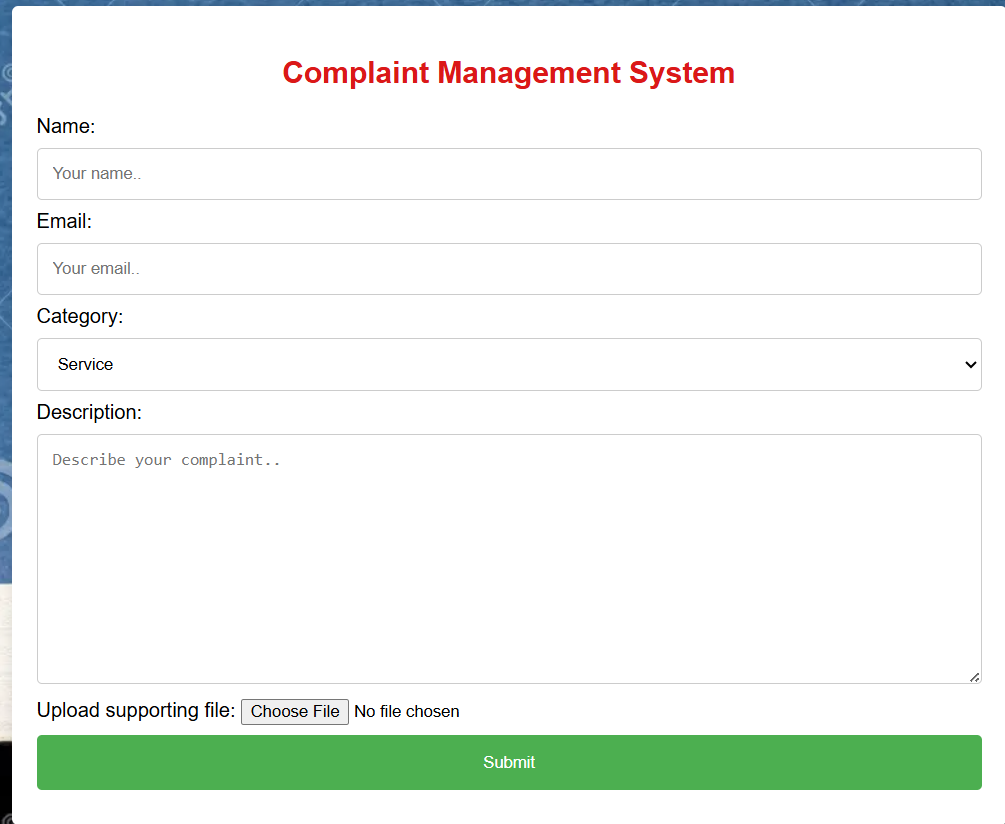 Complaint Management System
Name:
Your name..
Email:
Your email..
Category:
Service
Description:
Describe your complaint..
Upload supporting file: Choose File No file chosen
Submit